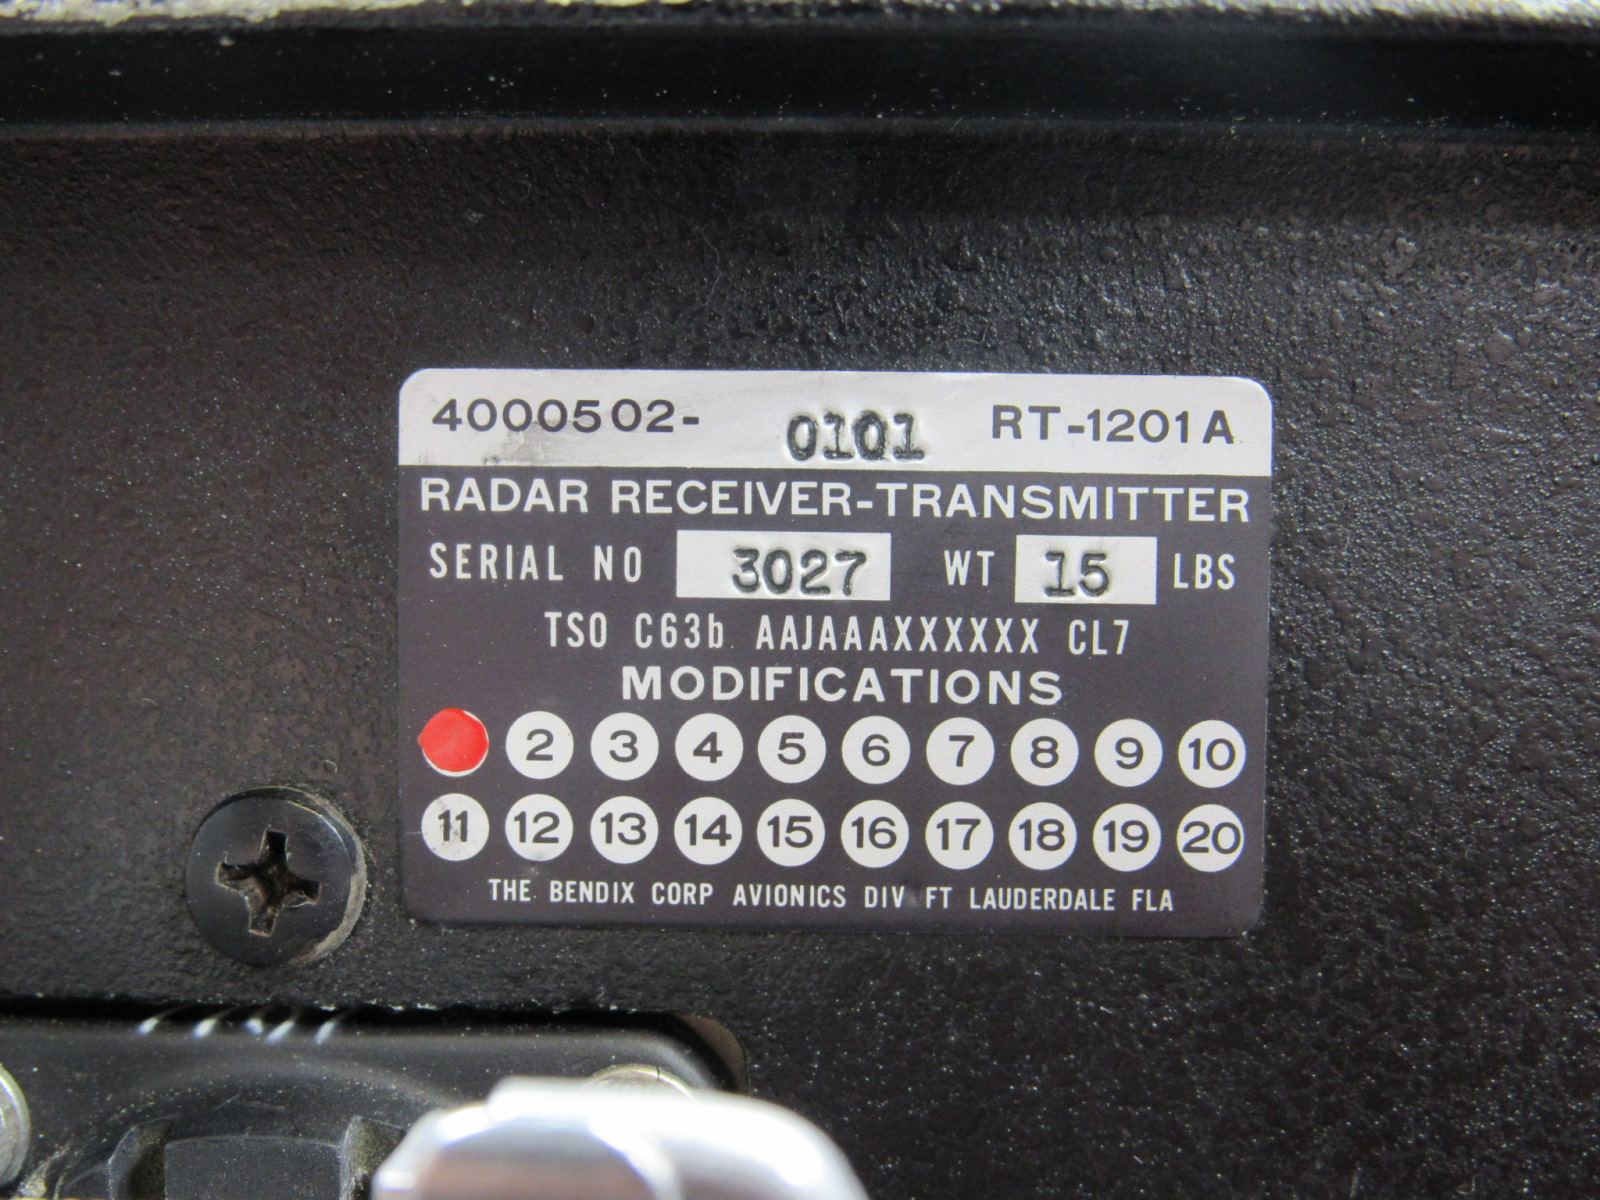 4000502- 0101 RT-1201A
RADAR RECEIVER-TRANSMITTER
SERIAL NO 3027 WT 15 LBS
TSO C63b AAJAAAXXXXXX CL7
MODIFICATIONS
2 3 4 5 6 7 8 9 10
11 12 13 14 15 16 17 18 19 20
THE BENDIX CORP AVIONICS DIV FT LAUDERDALE FLA